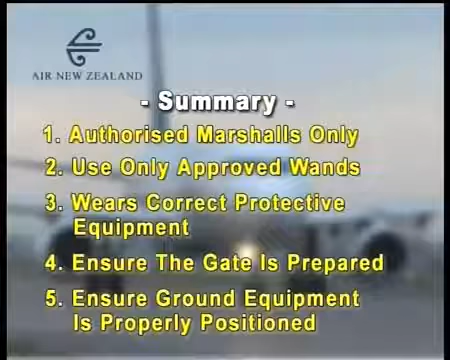 AIR NEW ZEALAND
- Summary -
1. Authorised Marshalls Only
2. Use Only Approved Wands
3. Wears Correct Protective
Equipment
4. Ensure The Gate Is Prepared
5. Ensure Ground Equipment
Is Properly Positioned